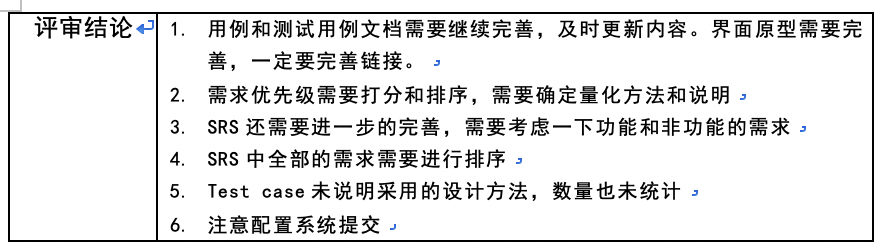 评审结论
1. 用例和测试用例文档需要继续完善，及时更新内容。界面原型需要完
善，一定要完善链接。
2. 需求优先级需要打分和排序，需要确定量化方法和说明
3. SRS 还需要进一步的完善，需要考虑一下功能和非功能的需求
4. SRS 中全部的需求需要进行排序
5. Test case 未说明采用的设计方法，数量也未统计
6. 注意配置系统提交